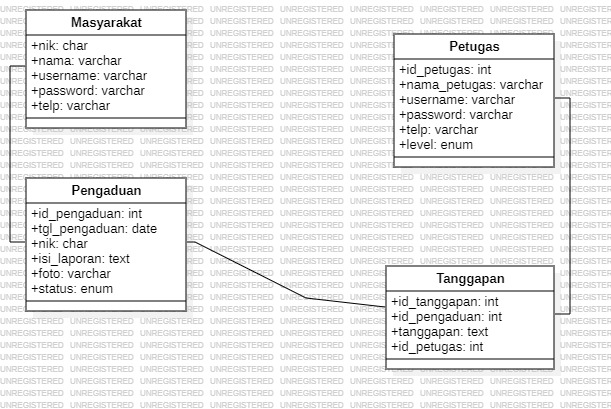 Masyarakat
+nik: char
+nama: varchar
+username: varchar
+password: varchar
+telp: varchar
Petugas
+id_petugas: int
+nama_petugas: varchar
+username: varchar
+password: varchar
+telp: varchar
+level: enum
Pengaduan
+id_pengaduan: int
+tgl_pengaduan: date
+nik: char
+isi_laporan: text
+foto: varchar
+status: enum
Tanggapan
+id_tanggapan: int
+id_pengaduan: int
+tanggapan: text
+id_petugas: int
UNREGISTERED